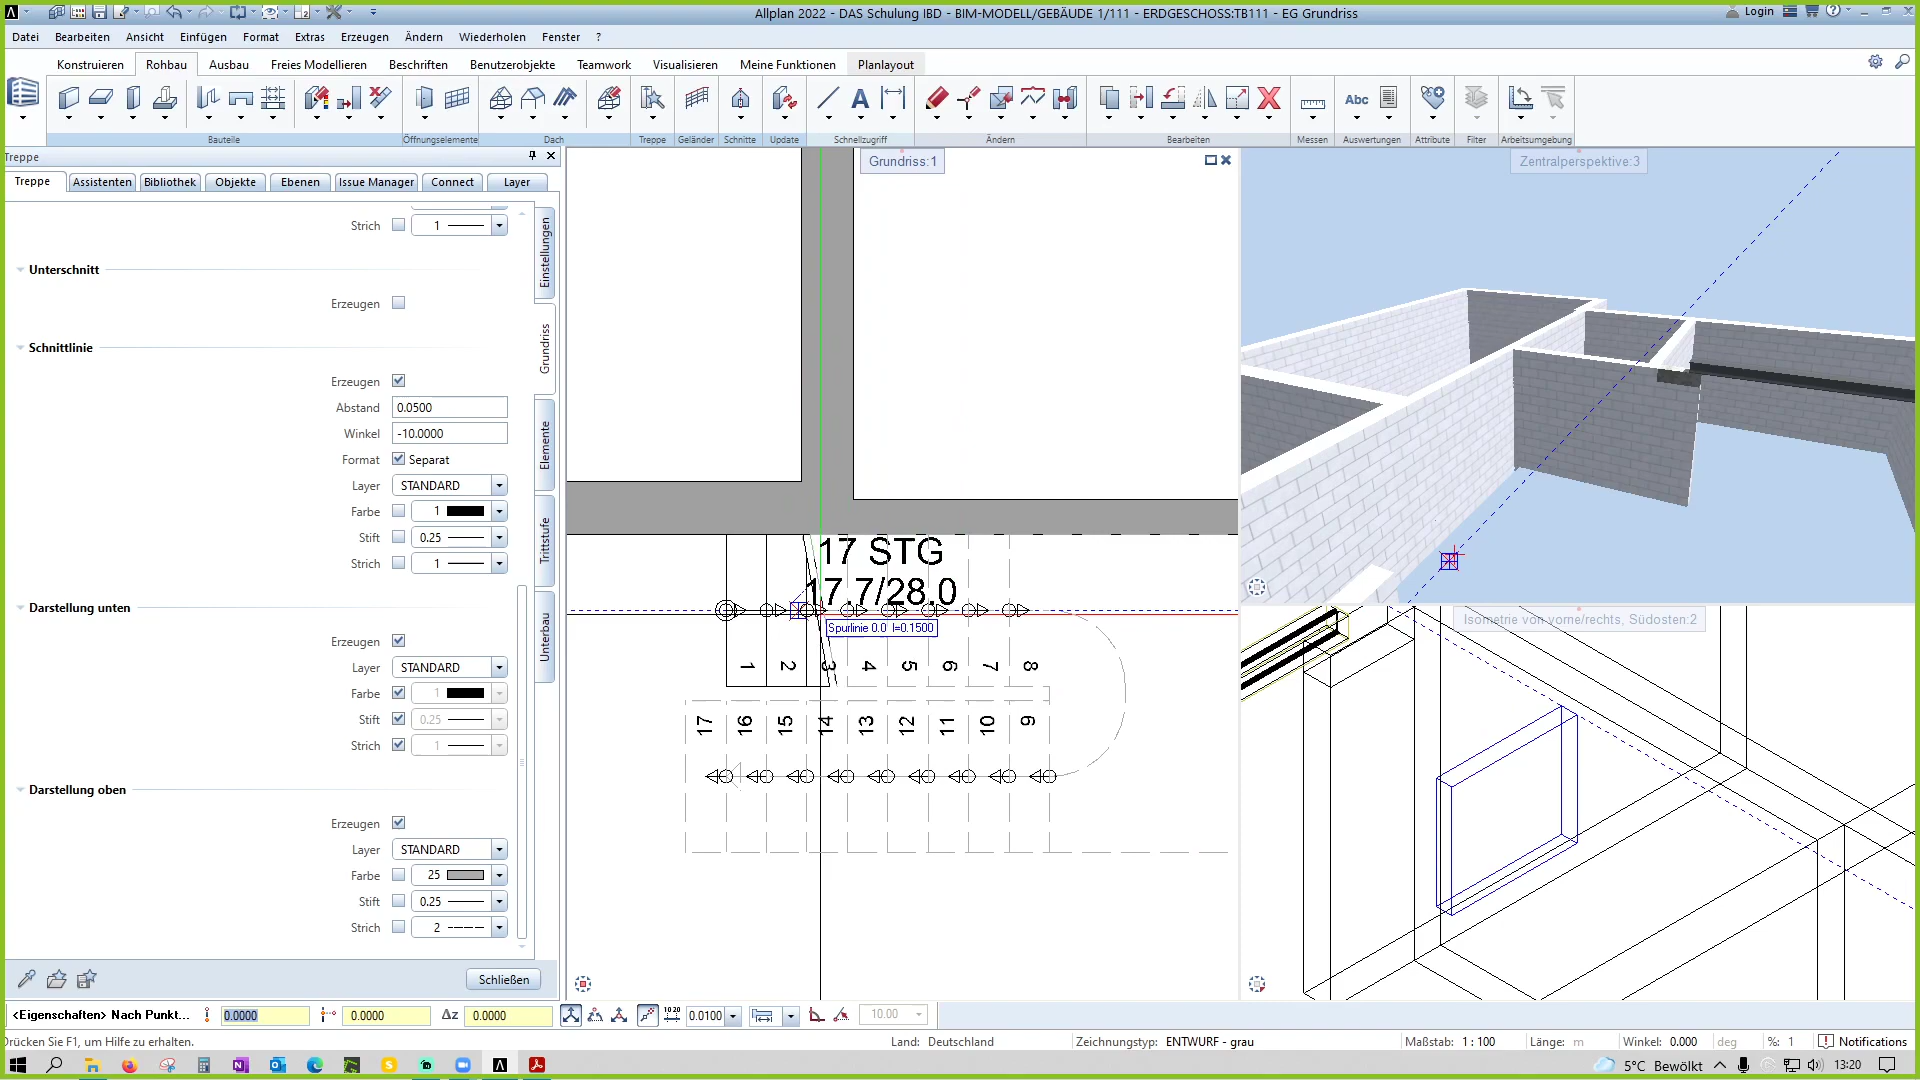 Allplan 2022 - DAS Schulung IBD - BIM-MODELL/GEBÄUDE 1/111 - ERDGESCHOSS:TB111 - EG Grundriss
Login
Datei Bearbeiten Ansicht Einfügen Format Extras Erzeugen Ändern Wiederholen Fenster ?
Konstruieren Rohbau Ausbau Freies Modellieren Beschriften Benutzerobjekte Teamwork Visualisieren Meine Funktionen Planlayout
Abc
Bauteile Öffnungselemente Dach Treppe Geländer Schnitte Update Schnellzugriff Ändern Bearbeiten Messen Auswertungen Attribute Filter Arbeitsumgebung
Treppe
Treppe Assistenten Bibliothek Objekte Ebenen Issue Manager Connect Layer
Einstellungen
Grundriss
Elemente
Trittstufe
Unterbau
Strich 1
Unterschnitt
Erzeugen
Schnittlinie
Erzeugen
Abstand 0.0500
Winkel -10.0000
Format Separat
Layer STANDARD
Farbe 1
Stift 0.25
Strich 1
Darstellung unten
Erzeugen
Layer STANDARD
Farbe 1
Stift 0.25
Strich 1
Darstellung oben
Erzeugen
Layer STANDARD
Farbe 25
Stift 0.25
Strich 2
Schließen
Grundriss:1
17 STG
17.7/28.0
Spurlinie 0.0 l=0.1500
1 2 3 4 5 6 7 8
17 16 15 14 13 12 11 10 9
Zentralperspektive:3
Isometrie von vorne/rechts, Südosten:2
<Eigenschaften> Nach Punkt... 0.0000 0.0000 Δz 0.0000 0.0100 10.00
Drücken Sie F1, um Hilfe zu erhalten. Land: Deutschland Zeichnungstyp: ENTWURF - grau Maßstab: 1 : 100 Länge: m Winkel: 0.000 deg %: 1 Notifications
5°C Bewölkt 13:20